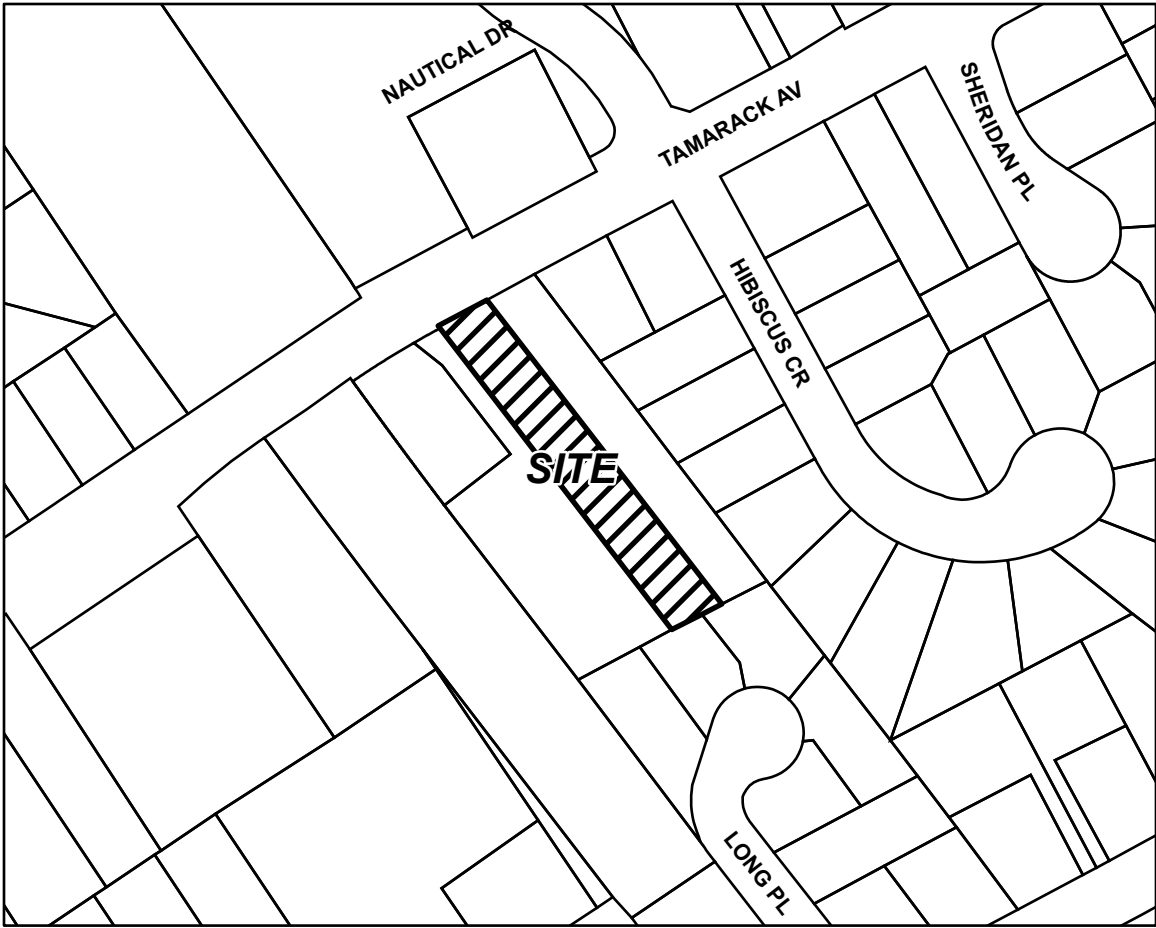 NAUTICAL DR
TAMARACK AV
SHERIDAN PL
HIBISCUS CR
SITE
LONG PL